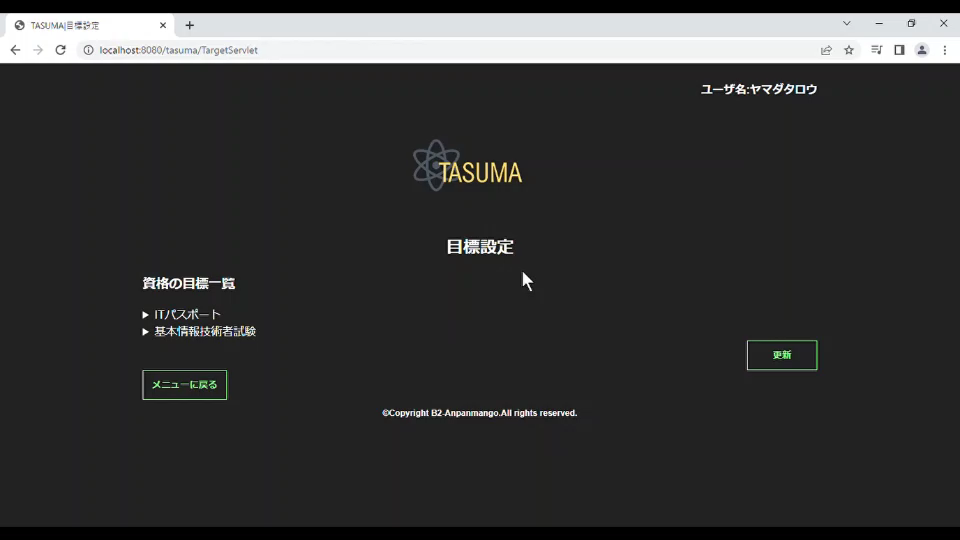 TASUMA|目標設定
localhost:8080/tasuma/TargetServlet
ユーザ名:ヤマダタロウ
TASUMA
目標設定
資格の目標一覧
ITパスポート
基本情報技術者試験
更新
メニューに戻る
©Copyright B2-Anpanmango.All rights reserved.